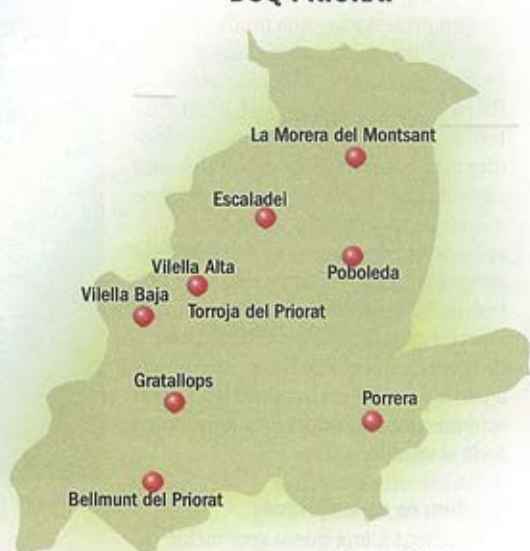 La Morera del Montsant
Escaladei
Poboleda
Vilella Alta
Vilella Baja
Torroja del Priorat
Gratallops
Porrera
Bellmunt del Priorat